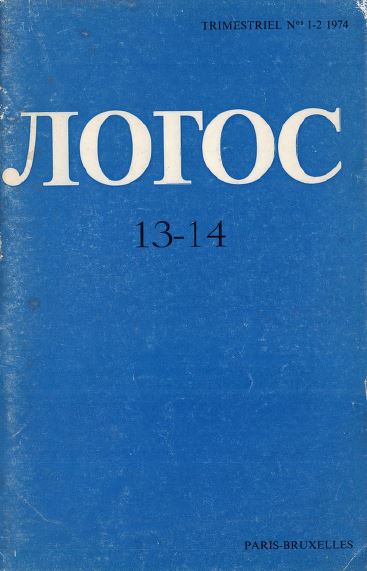 TRIMESTRIEL Nos 1-2 1974
ЛОГОС
13-14
PARIS-BRUXELLES